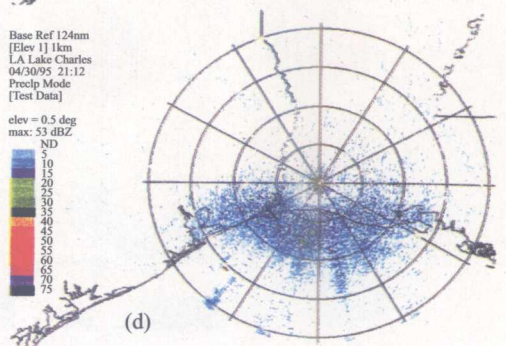 Base Ref 124nm
[Elev 1] 1km
LA Lake Charles
04/30/95 21:12
Precip Mode
[Test Data]
elev = 0.5 deg
max: 53 dBZ
ND
5
10
15
20
25
30
35
40
45
50
55
60
65
70
75
(d)